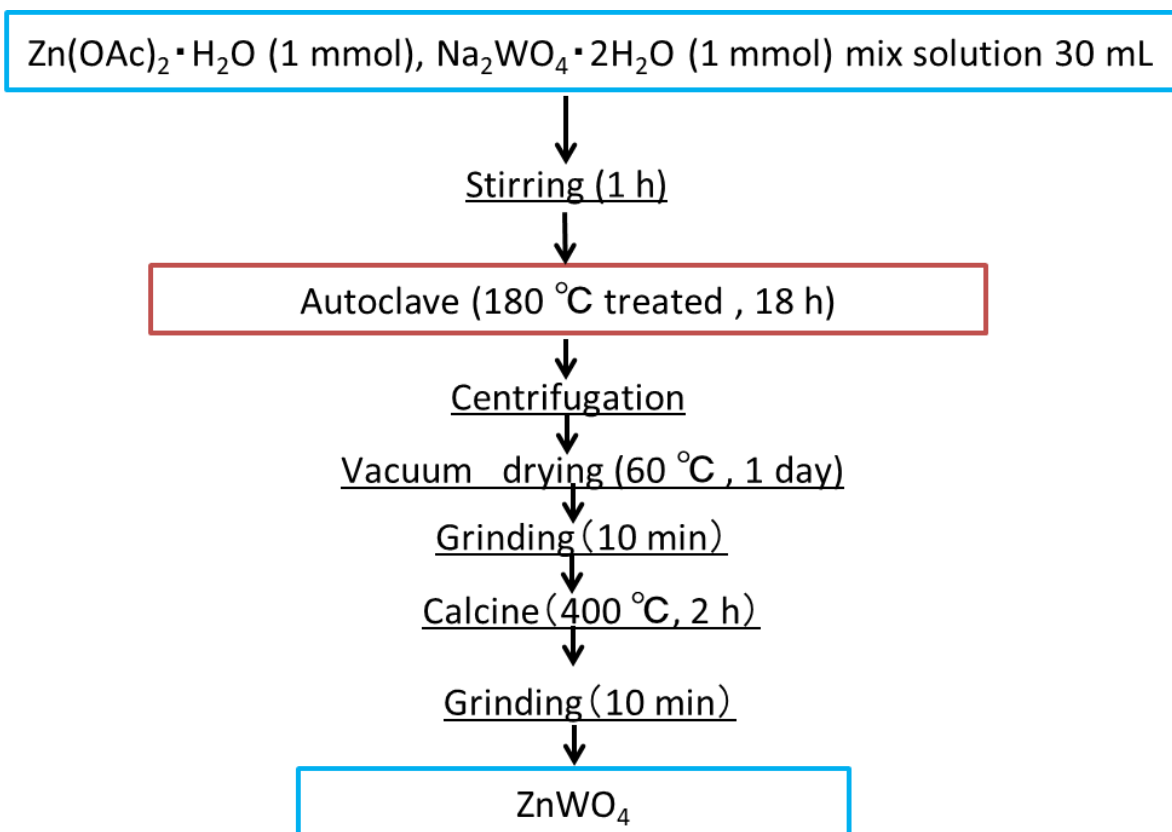 Zn(OAc)₂･H₂O (1 mmol), Na₂WO₄･2H₂O (1 mmol) mix solution 30 mL
Stirring (1 h)
Autoclave (180 ℃ treated , 18 h)
Centrifugation
Vacuum drying (60 ℃ , 1 day)
Grinding（10 min）
Calcine（400 ℃, 2 h）
Grinding（10 min）
ZnWO₄